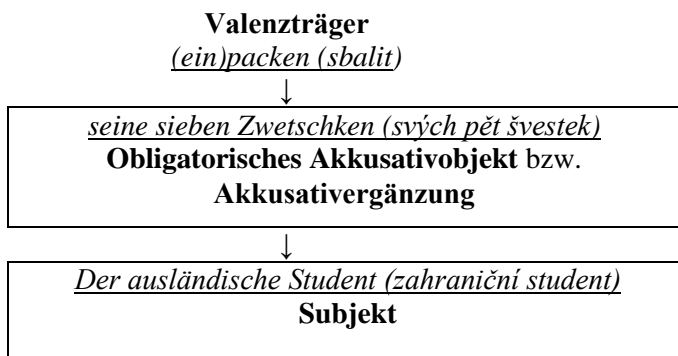 Valenzträger
(ein)packen (sbalit)
↓
seine sieben Zwetschken (svých pět švestek)
Obligatorisches Akkusativobjekt bzw.
Akkusativergänzung
↓
Der ausländische Student (zahraniční student)
Subjekt